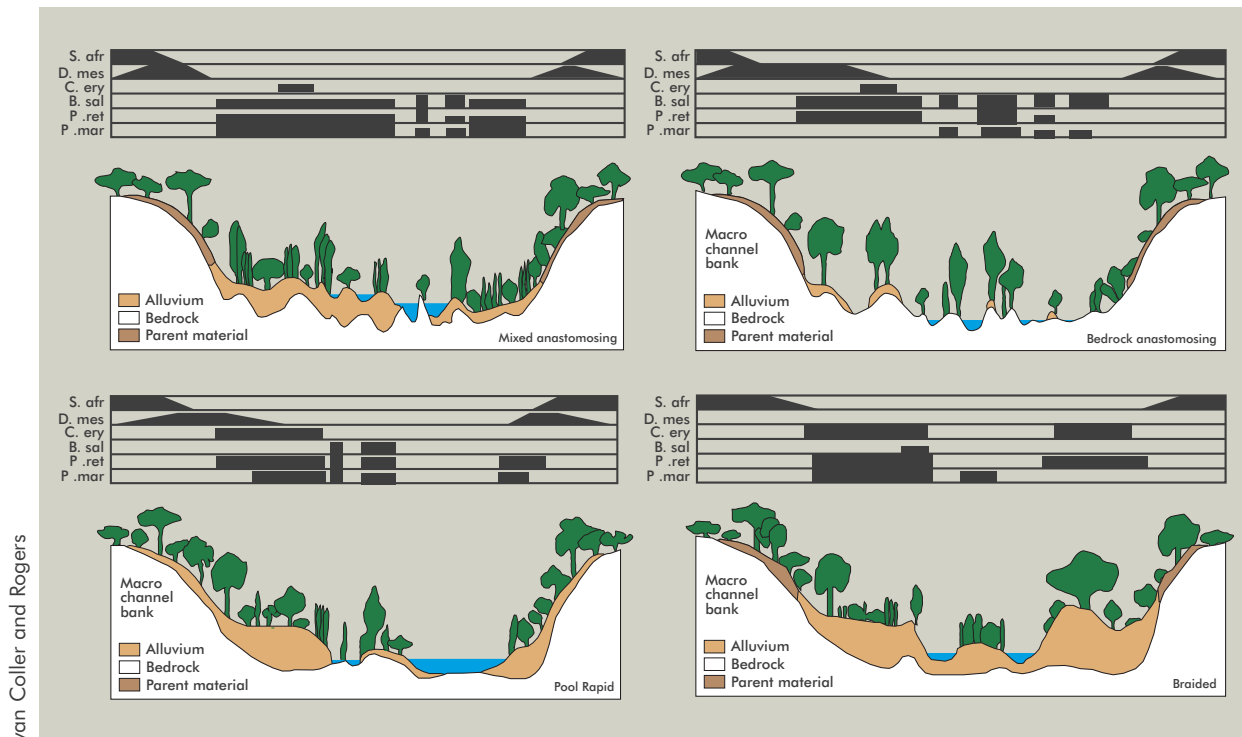 S. afr
D. mes
C. ery
B. sal
P .ret
P .mar
Alluvium
Bedrock
Parent material
Mixed anastomosing
S. afr
D. mes
C. ery
B. sal
P .ret
P .mar
Macro
channel
bank
Alluvium
Bedrock
Parent material
Bedrock anastomosing
S. afr
D. mes
C. ery
B. sal
P .ret
P .mar
Macro
channel
bank
Alluvium
Bedrock
Parent material
Pool Rapid
S. afr
D. mes
C. ery
B. sal
P .ret
P .mar
Macro
channel
bank
Alluvium
Bedrock
Parent material
Braided
van Coller and Rogers